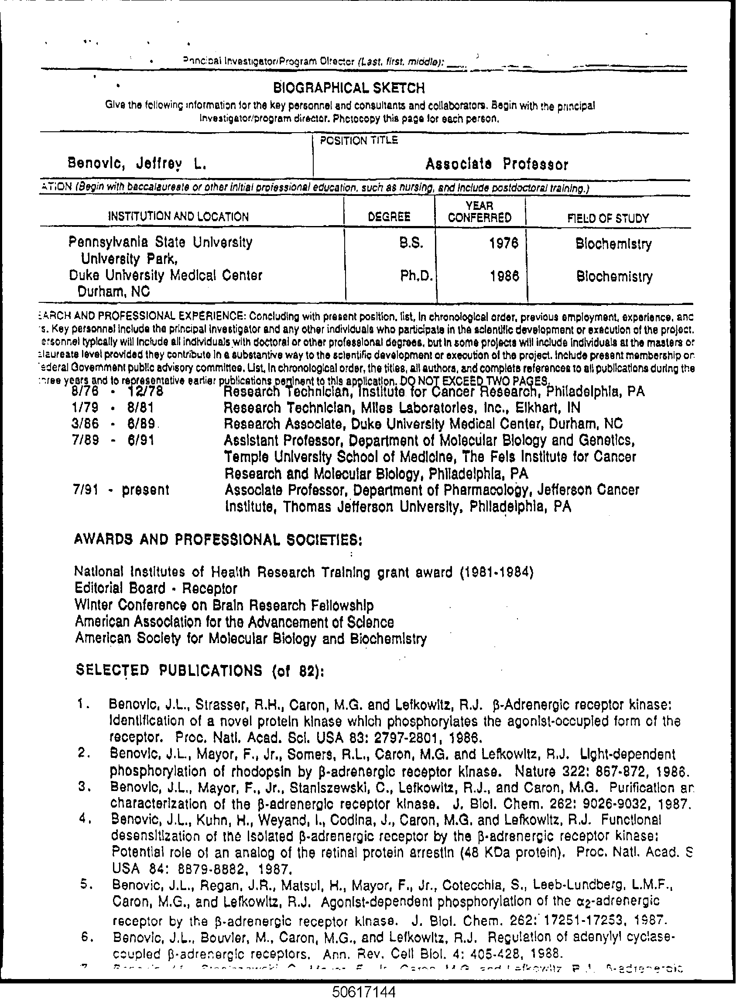 Principal Investigator/Program Director (Last, first, middle):
BIOGRAPHICAL SKETCH
Give the following information for the key personnel and consultants and collaborators. Begin with the principal
investigator/program director. Photocopy this page for each person.
POSITION TITLE
Benovic, Jeffrey L. Associate Professor
ATION (Begin with baccalaureate or other initial professional education, such as nursing, and include postdoctoral training.)
INSTITUTION AND LOCATION DEGREE YEAR CONFERRED FIELD OF STUDY
Pennsylvania State University B.S. 1976 Biochemistry
University Park,
Duke University Medical Center Ph.D. 1986 Biochemistry
Durham, NC
EARCH AND PROFESSIONAL EXPERIENCE: Concluding with present position, list, in chronological order, previous employment, experience, and
s. Key personnel include the principal investigator and any other individuals who participate in the scientific development or execution of the project.
ersonnel typically will include all individuals with doctoral or other professional degrees, but in some projects will include individuals at the masters or
claureate level provided they contribute in a substantive way to the scientific development or execution of the project. Include present membership on
ederal Government public advisory committee. List, in chronological order, the titles, all authors, and complete references to all publications during the
three years and to representative earlier publications pertinent to this application. DO NOT EXCEED TWO PAGES.
8/76 - 12/78 Research Technician, Institute for Cancer Research, Philadelphia, PA
1/79 - 8/81 Research Technician, Miles Laboratories, Inc., Elkhart, IN
3/86 - 6/89 Research Associate, Duke University Medical Center, Durham, NC
7/89 - 6/91 Assistant Professor, Department of Molecular Biology and Genetics,
Temple University School of Medicine, The Fels Institute for Cancer
Research and Molecular Biology, Philadelphia, PA
7/91 - present Associate Professor, Department of Pharmacology, Jefferson Cancer
Institute, Thomas Jefferson University, Philadelphia, PA
AWARDS AND PROFESSIONAL SOCIETIES:
National Institutes of Health Research Training grant award (1981-1984)
Editorial Board - Receptor
Winter Conference on Brain Research Fellowship
American Association for the Advancement of Science
American Society for Molecular Biology and Biochemistry
SELECTED PUBLICATIONS (of 82):
1. Benovic, J.L., Strasser, R.H., Caron, M.G. and Lefkowitz, R.J. β-Adrenergic receptor kinase:
Identification of a novel protein kinase which phosphorylates the agonist-occupied form of the
receptor. Proc. Natl. Acad. Sci. USA 83: 2797-2801, 1986.
2. Benovic, J.L., Mayor, F., Jr., Somers, R.L., Caron, M.G. and Lefkowitz, R.J. Light-dependent
phosphorylation of rhodopsin by β-adrenergic receptor kinase. Nature 322: 867-872, 1986.
3. Benovic, J.L., Mayor, F., Jr., Staniszewski, C., Lefkowitz, R.J., and Caron, M.G. Purification an
characterization of the β-adrenergic receptor kinase. J. Biol. Chem. 262: 9026-9032, 1987.
4. Benovic, J.L., Kuhn, H., Weyand, I., Codina, J., Caron, M.G. and Lefkowitz, R.J. Functional
desensitization of the isolated β-adrenergic receptor by the β-adrenergic receptor kinase:
Potential role of an analog of the retinal protein arrestin (48 KDa protein). Proc. Natl. Acad. S
USA 84: 8879-8882, 1987.
5. Benovic, J.L., Regan, J.R., Matsui, H., Mayor, F., Jr., Cotecchia, S., Leeb-Lundberg, L.M.F.,
Caron, M.G., and Lefkowitz, R.J. Agonist-dependent phosphorylation of the α2-adrenergic
receptor by the β-adrenergic receptor kinase. J. Biol. Chem. 262: 17251-17253, 1987.
6. Benovic, J.L., Bouvier, M., Caron, M.G., and Lefkowitz, R.J. Regulation of adenylyl cyclase-
coupled β-adrenergic receptors. Ann. Rev. Cell Biol. 4: 405-428, 1988.
50617144